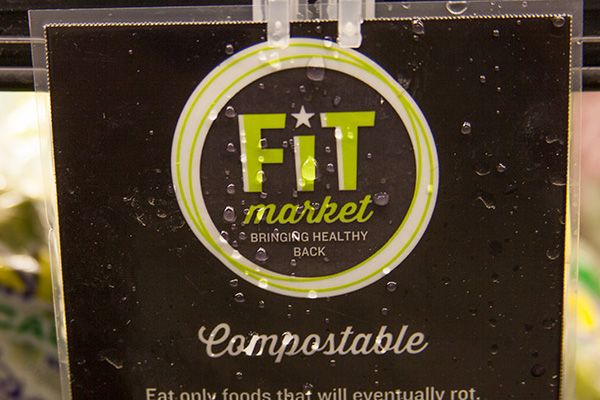 FiT
market
BRINGING HEALTHY
BACK
Compostable
Eat only foods that will eventually rot.